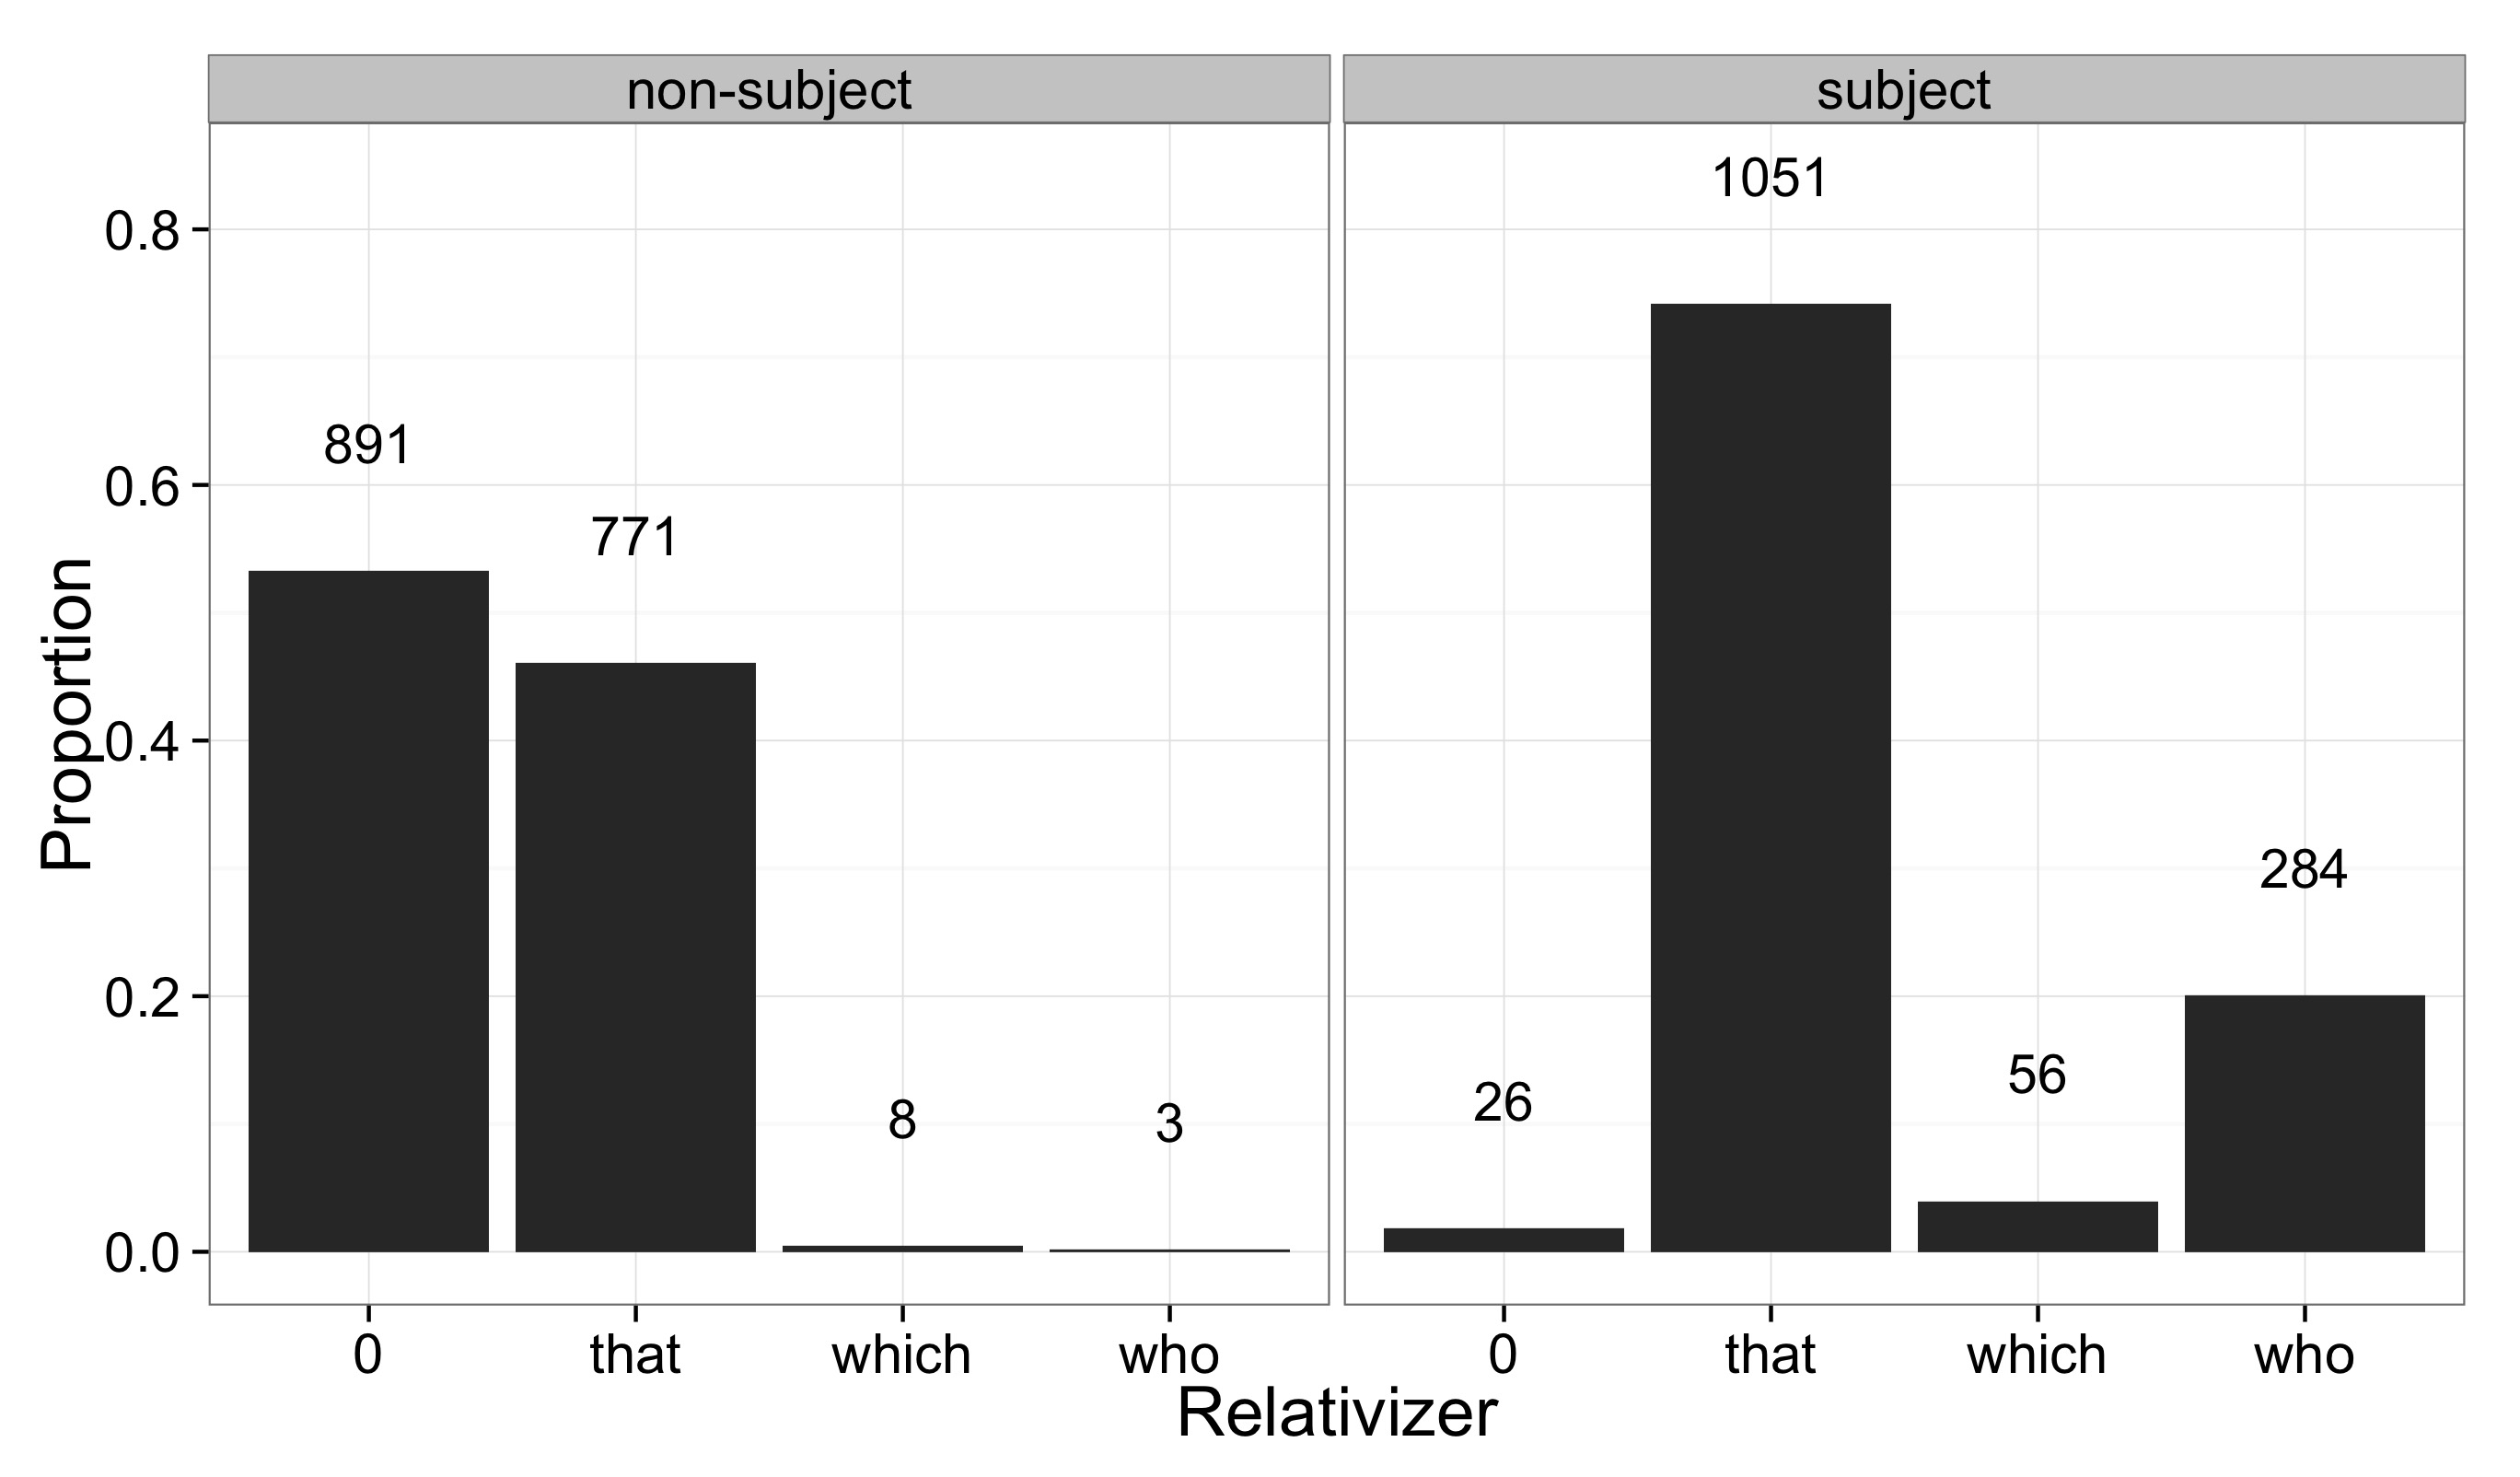 non-subject subject
1051
0.8
891
0.6
771
Proportion
0.4
284
0.2
8 3 26 56
0.0
0 that which who 0 that which who
Relativizer